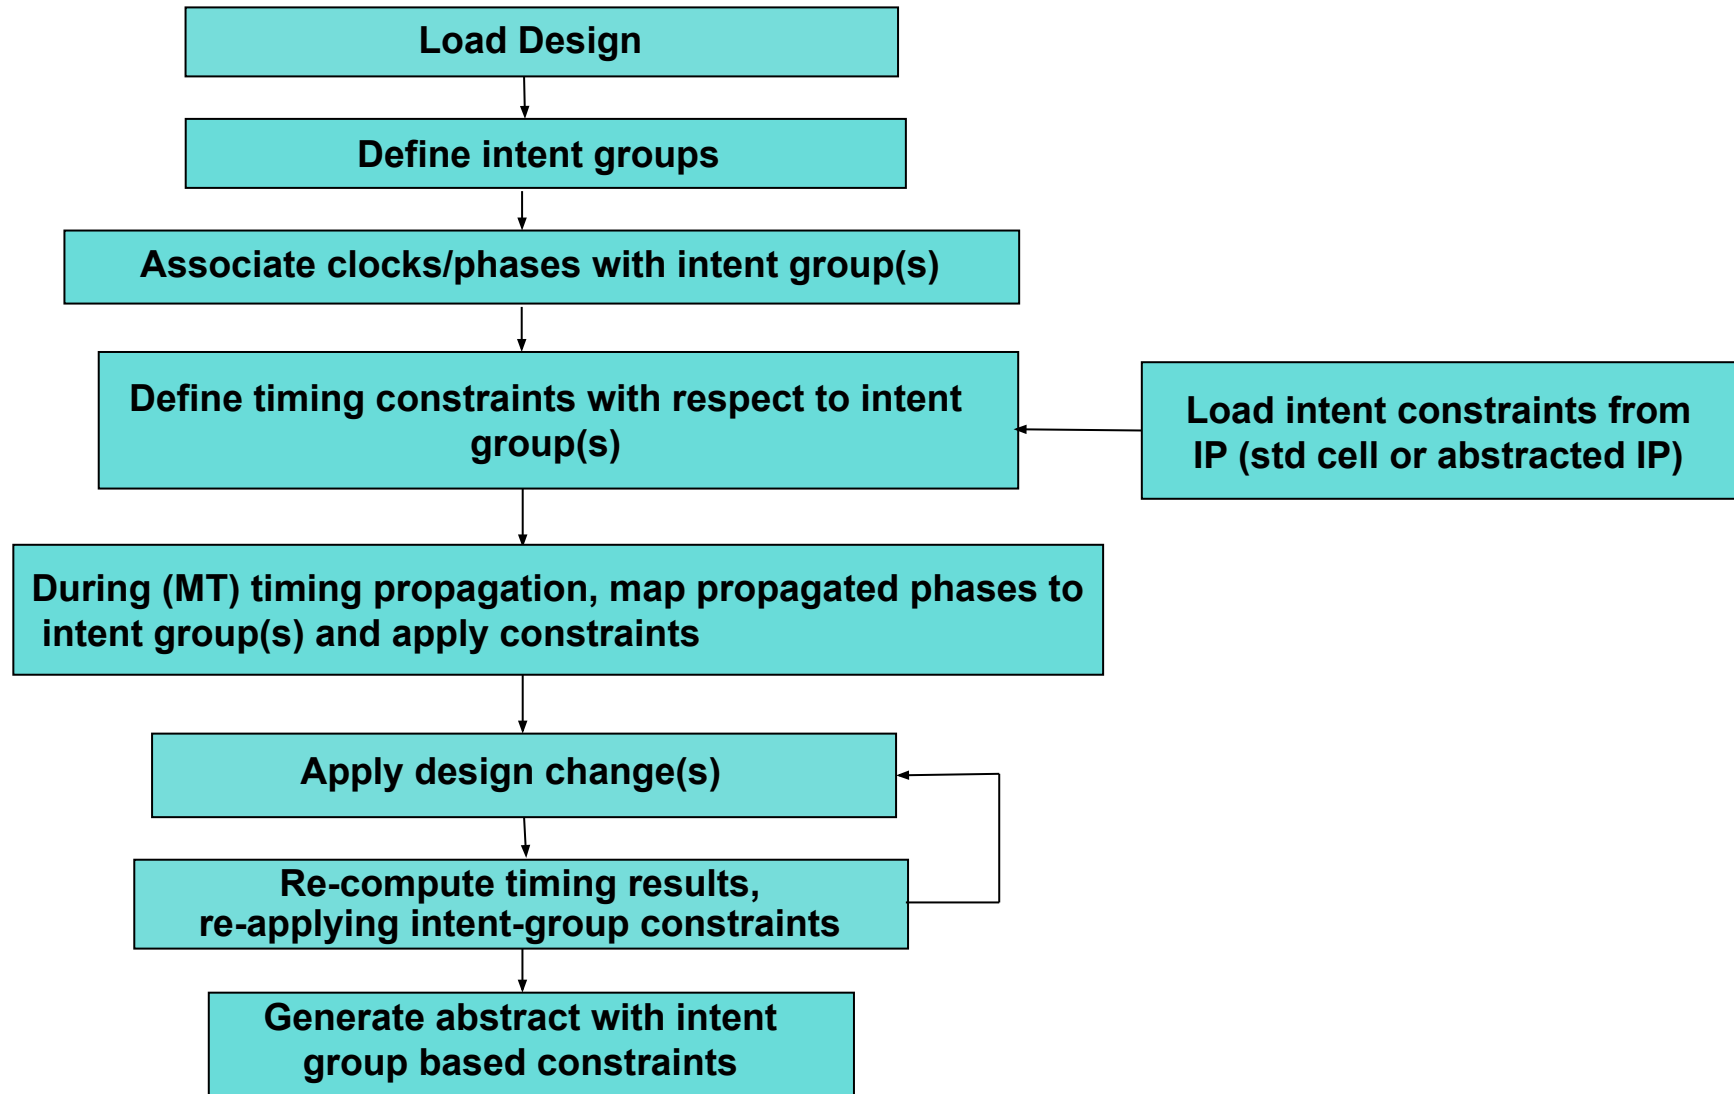 Load Design
Define intent groups
Associate clocks/phases with intent group(s)
Define timing constraints with respect to intent
group(s)
Load intent constraints from
IP (std cell or abstracted IP)
During (MT) timing propagation, map propagated phases to
intent group(s) and apply constraints
Apply design change(s)
Re-compute timing results,
re-applying intent-group constraints
Generate abstract with intent
group based constraints